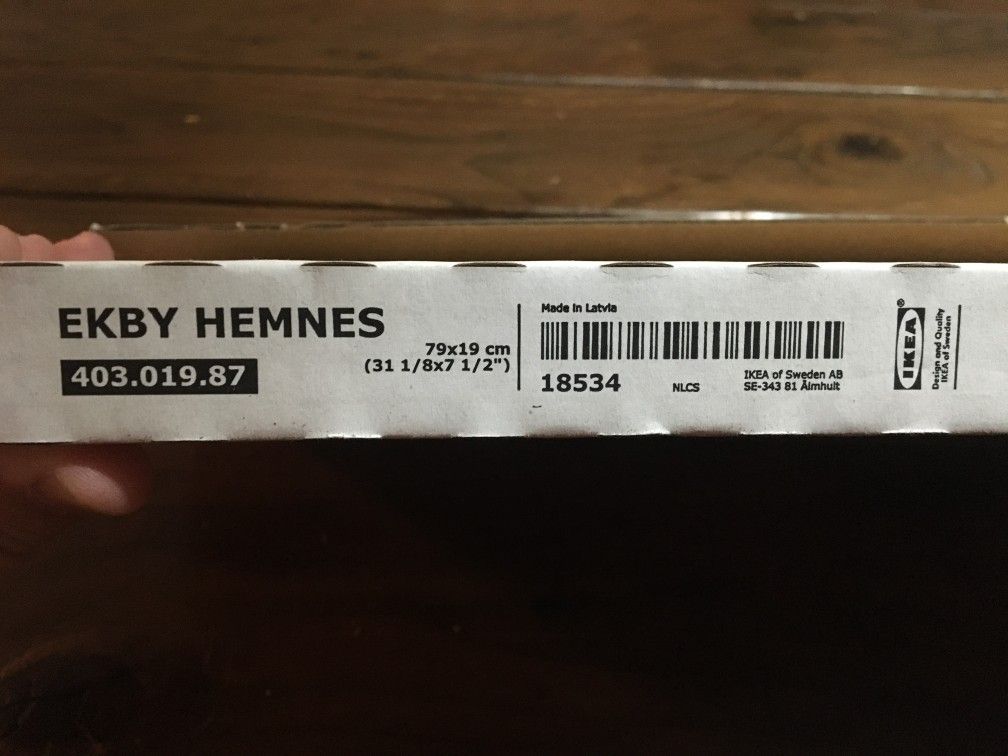 EKBY HEMNES
403.019.87
79x19 cm
(31 1/8x7 1/2")
Made in Latvia
18534
NLCS
IKEA of Sweden AB
SE-343 81 Älmhult
IKEA®
Design and Quality
IKEA of Sweden